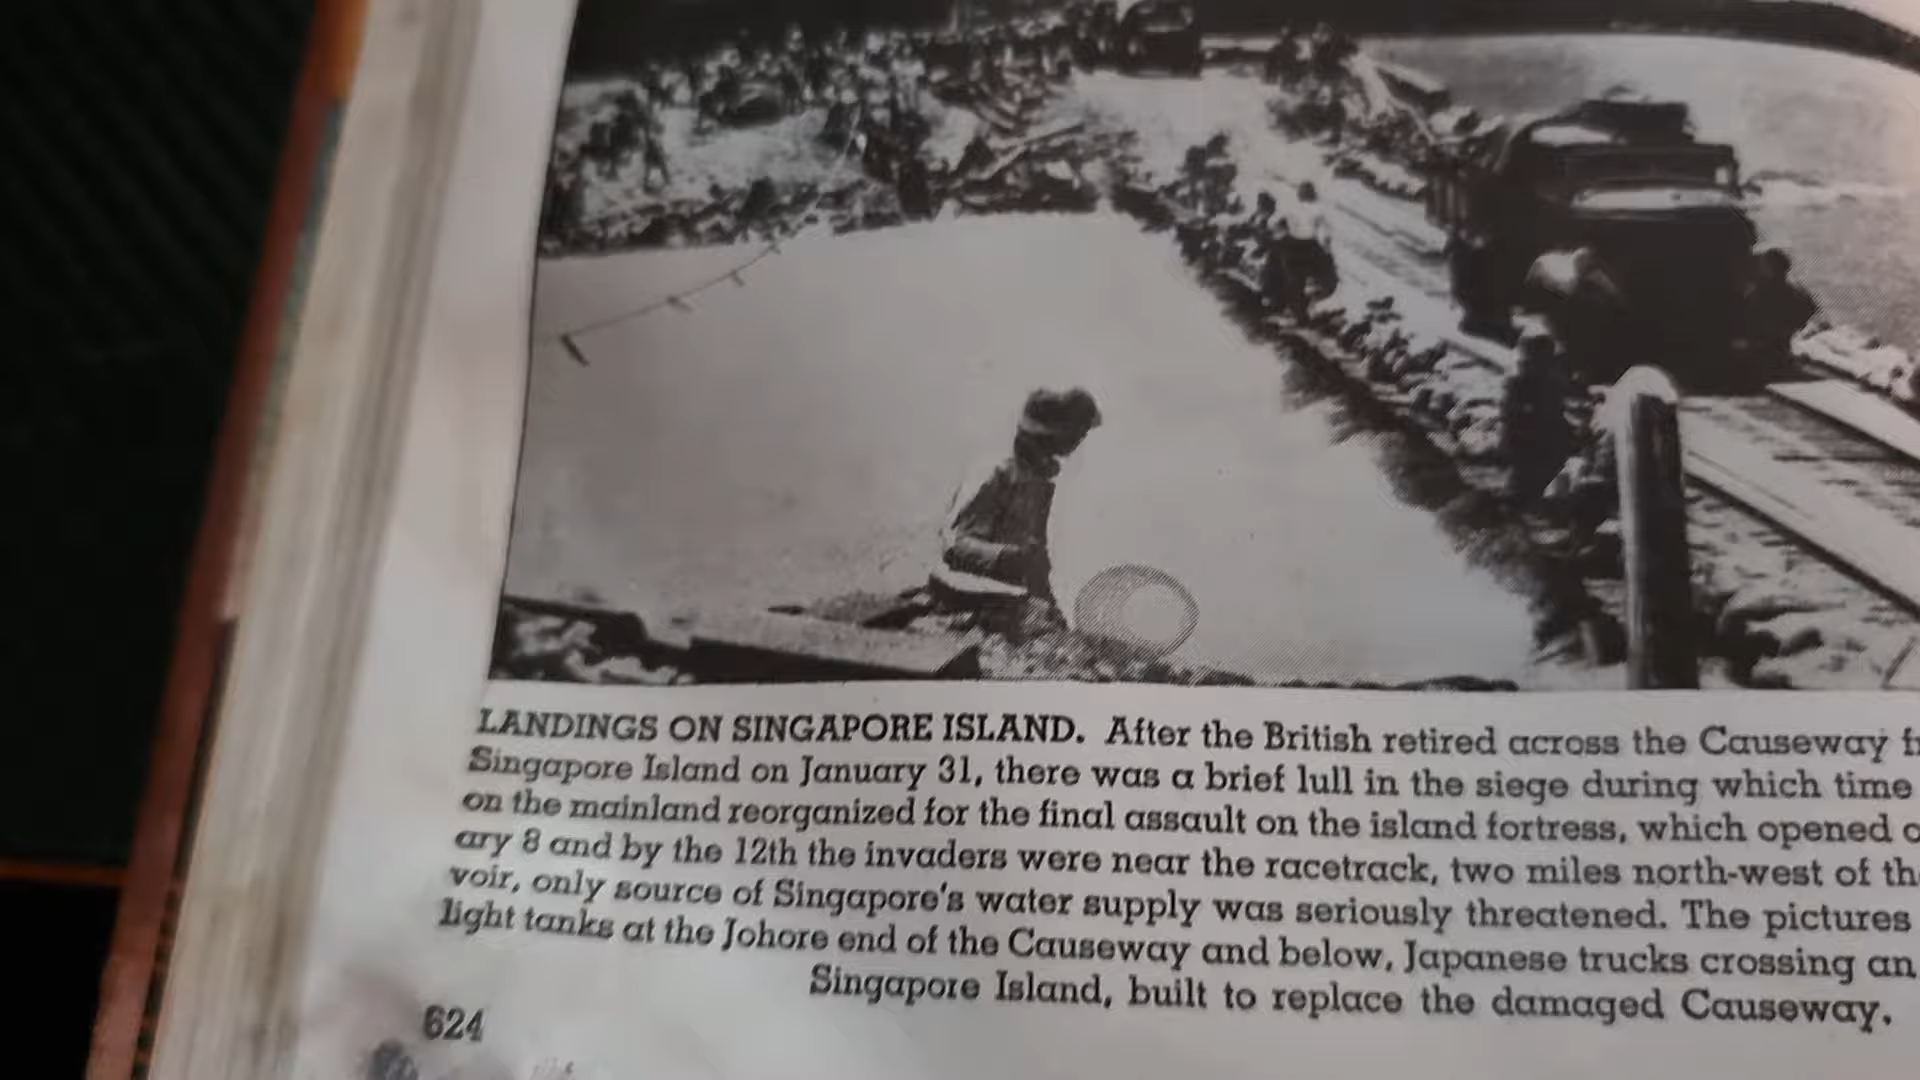 LANDINGS ON SINGAPORE ISLAND. After the British retired across the Causeway
Singapore Island on January 31, there was a brief lull in the siege during which time
on the mainland reorganized for the final assault on the island fortress, which opened
ary 8 and by the 12th the invaders were near the racetrack, two miles north-west of
voir, only source of Singapore's water supply was seriously threatened. The pictures
light tanks at the Johore end of the Causeway and below, Japanese trucks crossing an
Singapore Island, built to replace the damaged Causeway.
624